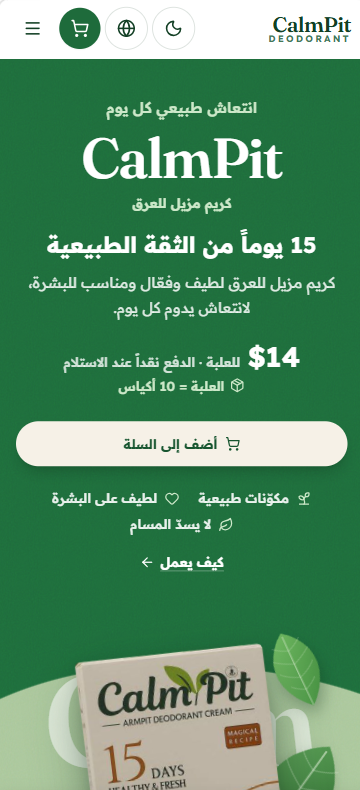 CalmPit
DEODORANT
انتعاش طبيعي كل يوم
CalmPit
كريم مزيل للعرق
15 يوماً من الثقة الطبيعية
كريم مزيل للعرق لطيف وفعّال ومناسب للبشرة،
لانتعاش يدوم كل يوم.
$14 للعلبة · الدفع نقداً عند الاستلام
العلبة = 10 أكياس
أضف إلى السلة
مكوّنات طبيعية لطيف على البشرة
لا يسدّ المسام
كيف يعمل ←
Calm Pit
ARMPIT DEODORANT CREAM
MAGICAL
RECIPE
15 DAYS
HEALTHY & FRESH